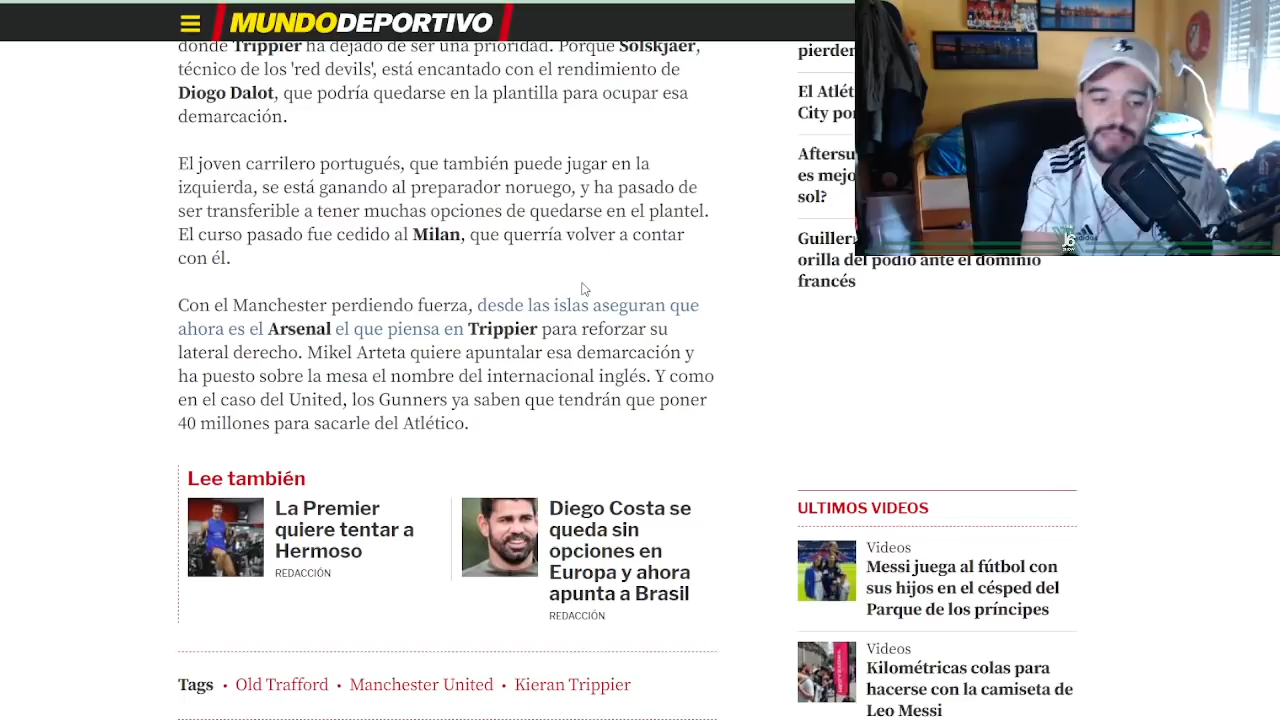 MUNDODEPORTIVO
donde Trippier ha dejado de ser una prioridad. Porque Solskjaer,
técnico de los 'red devils', está encantado con el rendimiento de
Diogo Dalot, que podría quedarse en la plantilla para ocupar esa
demarcación.
El joven carrilero portugués, que también puede jugar en la
izquierda, se está ganando al preparador noruego, y ha pasado de
ser transferible a tener muchas opciones de quedarse en el plantel.
El curso pasado fue cedido al Milan, que querría volver a contar
con él.
Con el Manchester perdiendo fuerza, desde las islas aseguran que
ahora es el Arsenal el que piensa en Trippier para reforzar su
lateral derecho. Mikel Arteta quiere apuntalar esa demarcación y
ha puesto sobre la mesa el nombre del internacional inglés. Y como
en el caso del United, los Gunners ya saben que tendrán que poner
40 millones para sacarle del Atlético.
Lee también
La Premier
quiere tentar a
Hermoso
REDACCIÓN
Diego Costa se
queda sin
opciones en
Europa y ahora
apunta a Brasil
REDACCIÓN
Tags • Old Trafford • Manchester United • Kieran Trippier
pierden
El Atlét
City po
Aftersu
es mejo
sol?
Guiller
orilla del podio ante el dominio
francés
J6
adidas
ULTIMOS VIDEOS
Videos
Messi juega al fútbol con
sus hijos en el césped del
Parque de los príncipes
Videos
Kilométricas colas para
hacerse con la camiseta de
Leo Messi